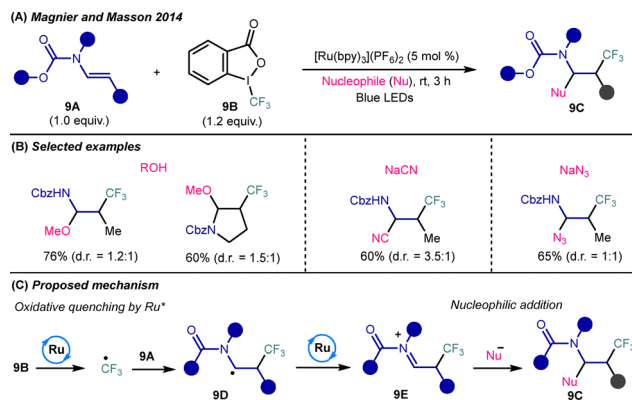 (A) Magnier and Masson 2014
O
O
N
+
O
O
I
CF3
[Ru(bpy)3](PF6)2 (5 mol %)
Nucleophile (Nu), rt, 3 h
Blue LEDs
O
O
N
CF3
Nu
9A
(1.0 equiv.)
9B
(1.2 equiv.)
9C
(B) Selected examples
ROH
NaCN
NaN3
CbzHN
CF3
MeO
Me
MeO
CF3
CbzN
CbzHN
CF3
NC
Me
CbzHN
CF3
N3
Me
76% (d.r. = 1.2:1)
60% (d.r. = 1.5:1)
60% (d.r. = 3.5:1)
65% (d.r. = 1:1)
(C) Proposed mechanism
Oxidative quenching by Ru*
Nucleophilic addition
9B
Ru
•CF3
9A
O
N
CF3
9D
Ru
O
N
+
CF3
9E
Nu–
O
N
CF3
Nu
9C